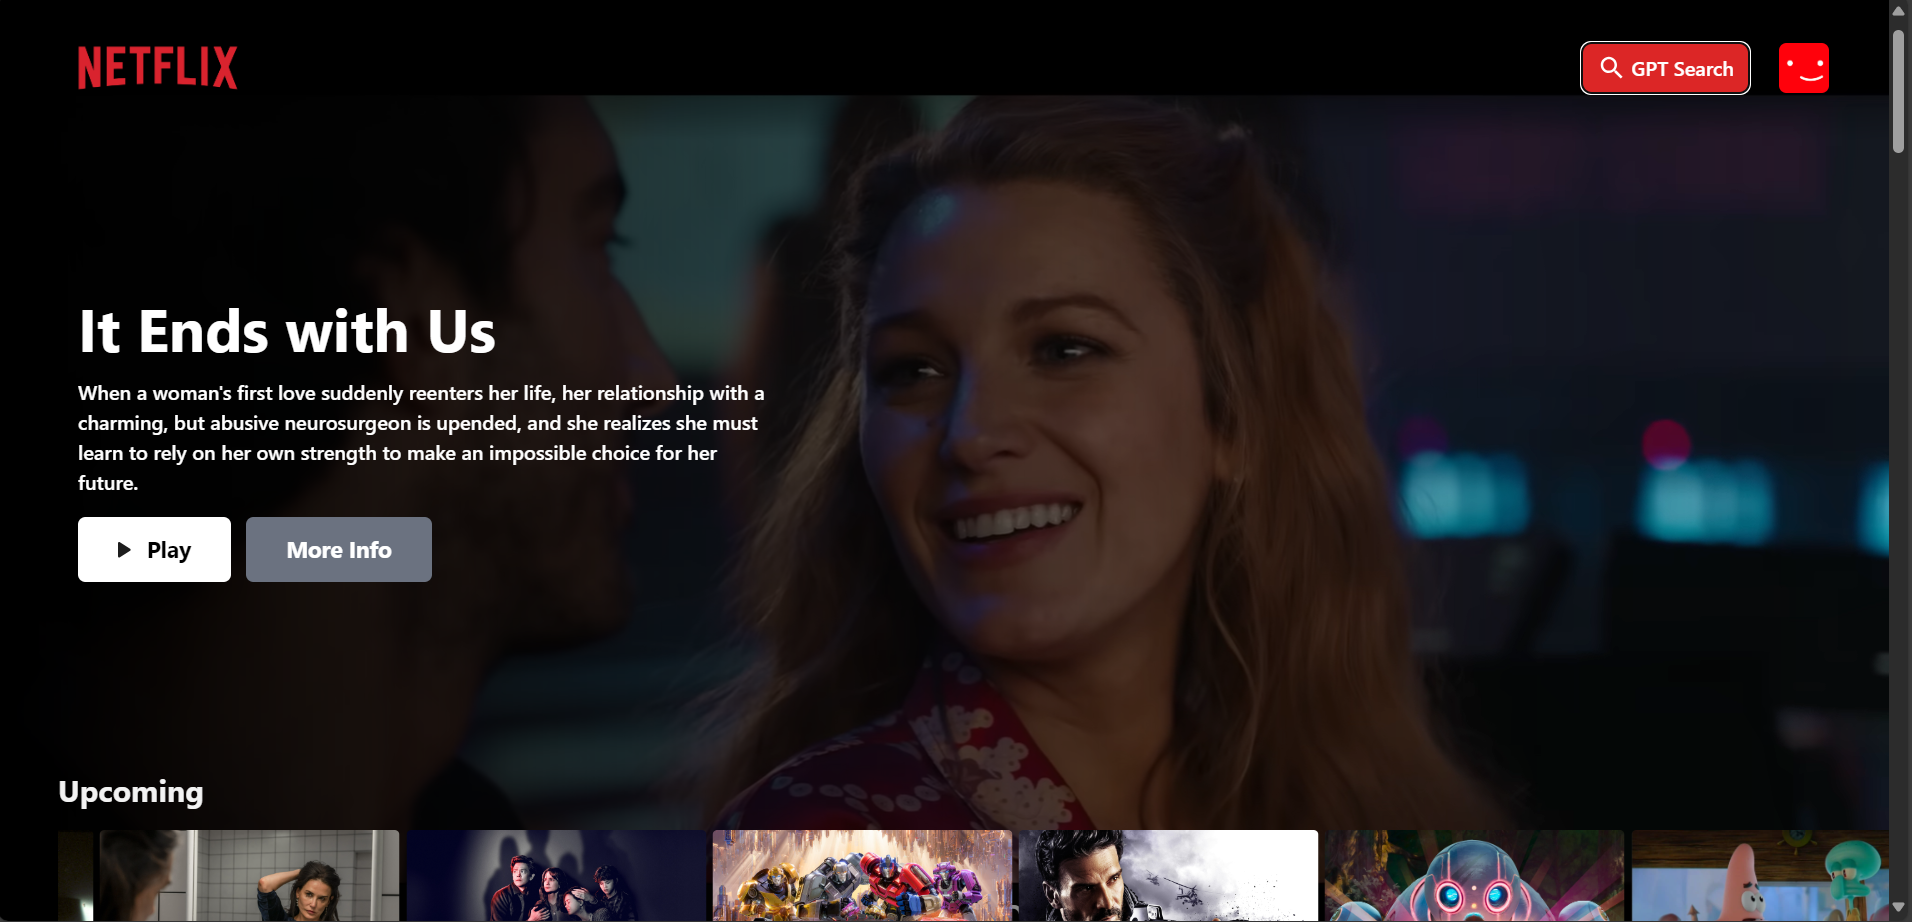 NETFLIX
GPT Search
It Ends with Us
When a woman's first love suddenly reenters her life, her relationship with a
charming, but abusive neurosurgeon is upended, and she realizes she must
learn to rely on her own strength to make an impossible choice for her
future.
Play
More Info
Upcoming